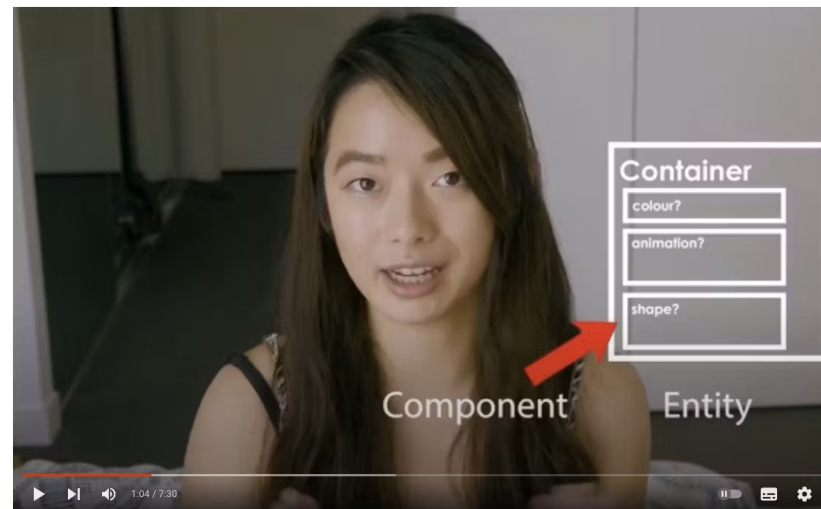 Container
colour?
animation?
shape?
Component
Entity
1:04 / 7:30